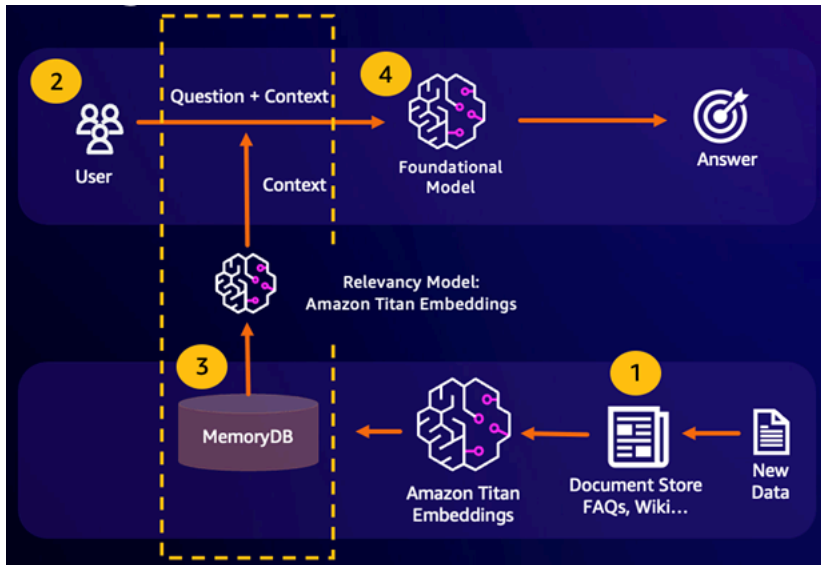 2
Question + Context
4
User
Foundational
Model
Answer
Context
Relevancy Model:
Amazon Titan Embeddings
3
MemoryDB
1
Amazon Titan
Embeddings
Document Store
FAQs, Wiki...
New
Data